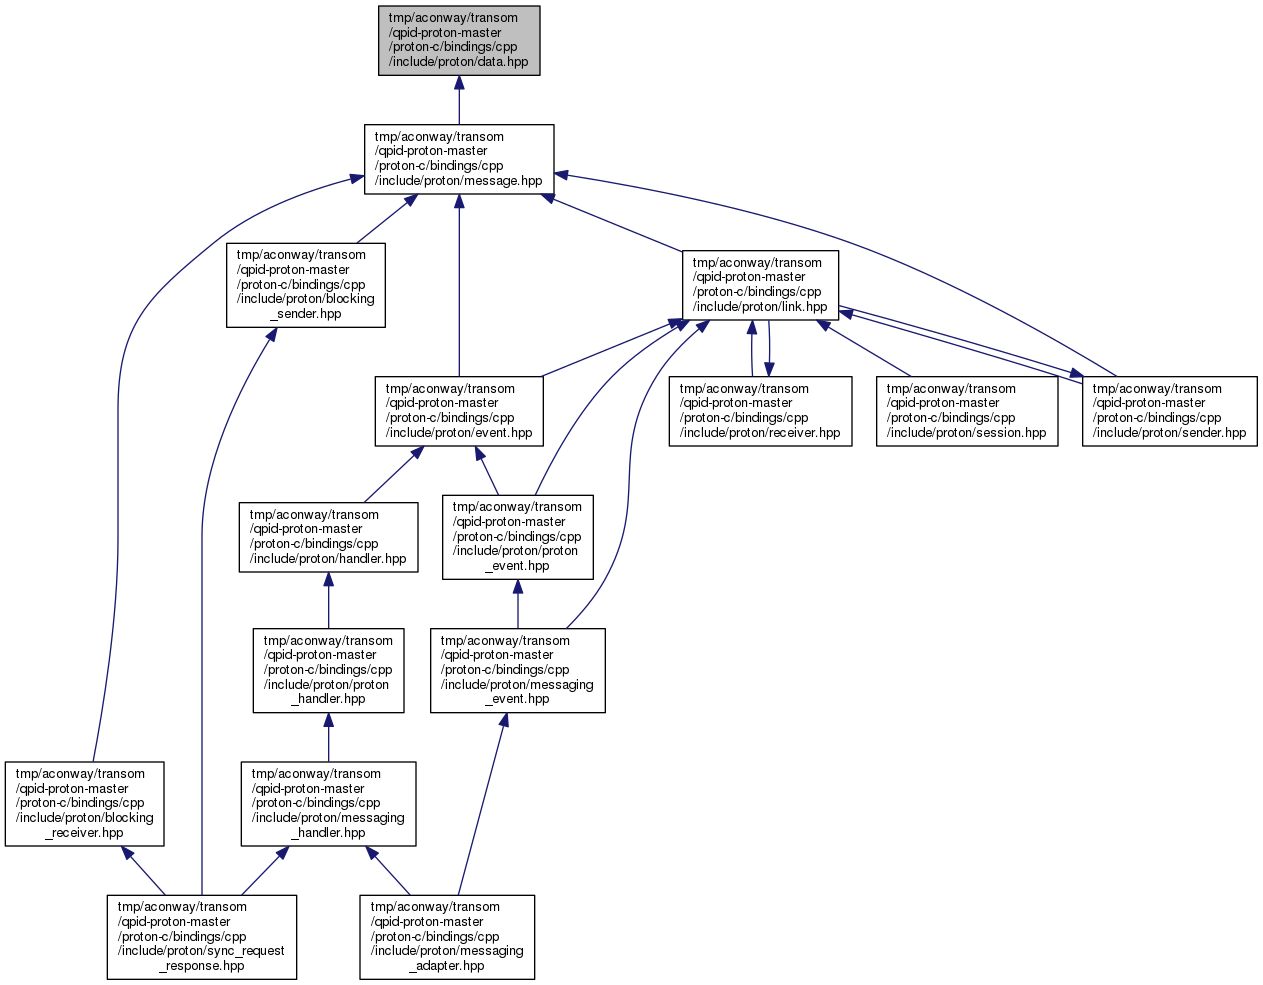 tmp/aconway/transom
/qpid-proton-master
/proton-c/bindings/cpp
/include/proton/data.hpp
tmp/aconway/transom
/qpid-proton-master
/proton-c/bindings/cpp
/include/proton/message.hpp
tmp/aconway/transom
/qpid-proton-master
/proton-c/bindings/cpp
/include/proton/blocking
_sender.hpp
tmp/aconway/transom
/qpid-proton-master
/proton-c/bindings/cpp
/include/proton/link.hpp
tmp/aconway/transom
/qpid-proton-master
/proton-c/bindings/cpp
/include/proton/event.hpp
tmp/aconway/transom
/qpid-proton-master
/proton-c/bindings/cpp
/include/proton/receiver.hpp
tmp/aconway/transom
/qpid-proton-master
/proton-c/bindings/cpp
/include/proton/session.hpp
tmp/aconway/transom
/qpid-proton-master
/proton-c/bindings/cpp
/include/proton/sender.hpp
tmp/aconway/transom
/qpid-proton-master
/proton-c/bindings/cpp
/include/proton/handler.hpp
tmp/aconway/transom
/qpid-proton-master
/proton-c/bindings/cpp
/include/proton/proton
_event.hpp
tmp/aconway/transom
/qpid-proton-master
/proton-c/bindings/cpp
/include/proton/proton
_handler.hpp
tmp/aconway/transom
/qpid-proton-master
/proton-c/bindings/cpp
/include/proton/messaging
_event.hpp
tmp/aconway/transom
/qpid-proton-master
/proton-c/bindings/cpp
/include/proton/blocking
_receiver.hpp
tmp/aconway/transom
/qpid-proton-master
/proton-c/bindings/cpp
/include/proton/messaging
_handler.hpp
tmp/aconway/transom
/qpid-proton-master
/proton-c/bindings/cpp
/include/proton/sync_request
_response.hpp
tmp/aconway/transom
/qpid-proton-master
/proton-c/bindings/cpp
/include/proton/messaging
_adapter.hpp